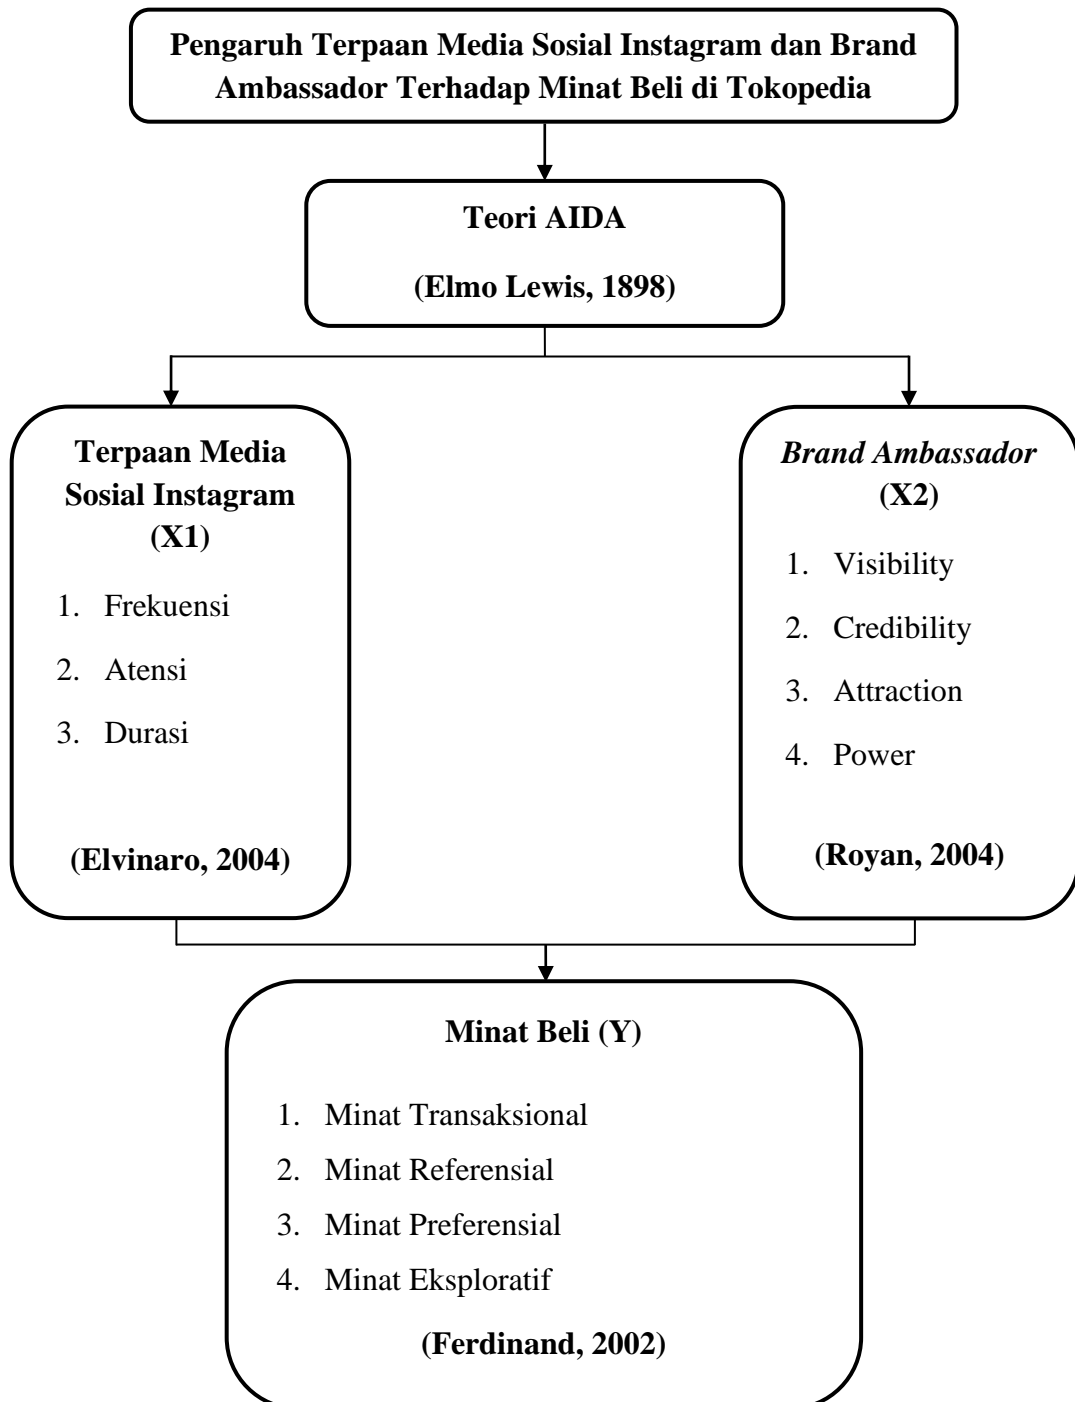 Pengaruh Terpaan Media Sosial Instagram dan Brand
Ambassador Terhadap Minat Beli di Tokopedia
Teori AIDA
(Elmo Lewis, 1898)
Terpaan Media
Sosial Instagram
(X1)
1. Frekuensi
2. Atensi
3. Durasi
(Elvinaro, 2004)
Brand Ambassador
(X2)
1. Visibility
2. Credibility
3. Attraction
4. Power
(Royan, 2004)
Minat Beli (Y)
1. Minat Transaksional
2. Minat Referensial
3. Minat Preferensial
4. Minat Eksploratif
(Ferdinand, 2002)